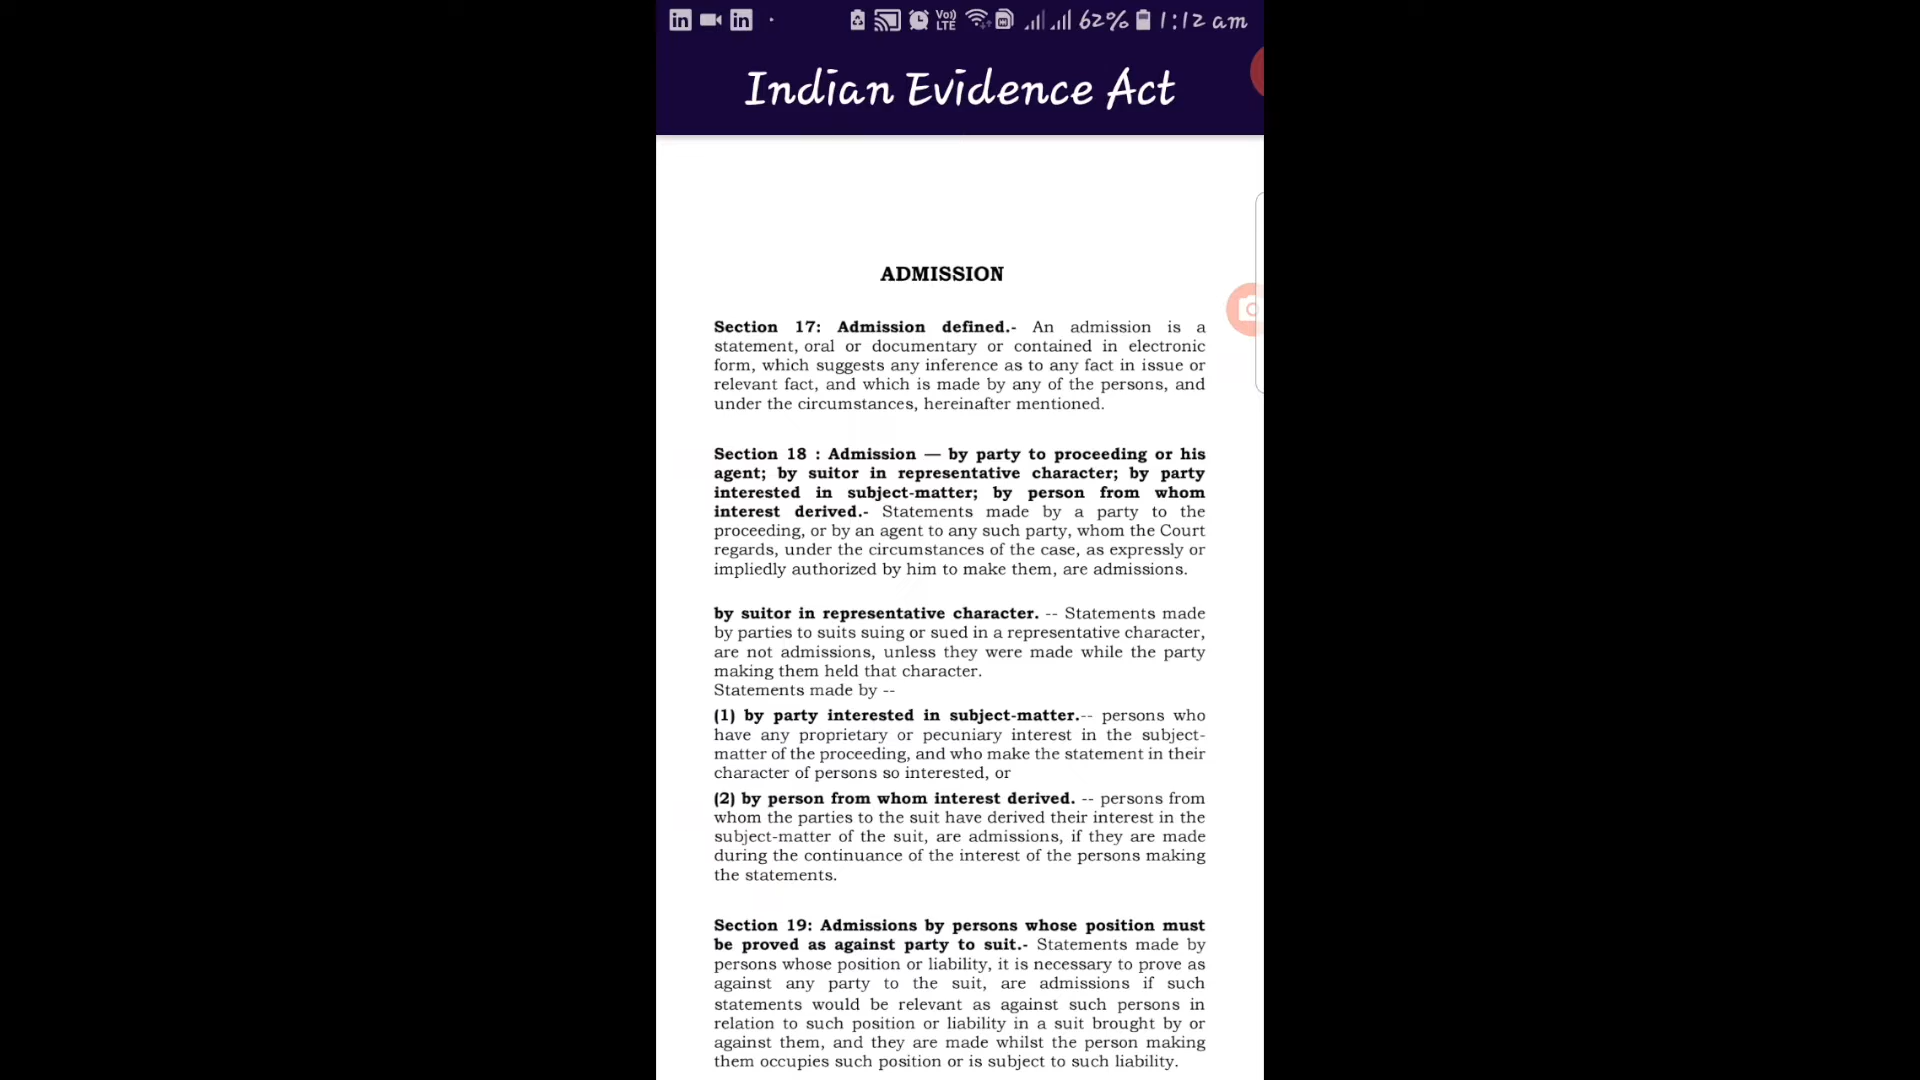 in in · Vo)) LTE 62% 1:12 am
Indian Evidence Act
ADMISSION
Section 17: Admission defined.- An admission is a
statement, oral or documentary or contained in electronic
form, which suggests any inference as to any fact in issue or
relevant fact, and which is made by any of the persons, and
under the circumstances, hereinafter mentioned.
Section 18 : Admission — by party to proceeding or his
agent; by suitor in representative character; by party
interested in subject-matter; by person from whom
interest derived.- Statements made by a party to the
proceeding, or by an agent to any such party, whom the Court
regards, under the circumstances of the case, as expressly or
impliedly authorized by him to make them, are admissions.
by suitor in representative character. -- Statements made
by parties to suits suing or sued in a representative character,
are not admissions, unless they were made while the party
making them held that character.
Statements made by --
(1) by party interested in subject-matter.-- persons who
have any proprietary or pecuniary interest in the subject-
matter of the proceeding, and who make the statement in their
character of persons so interested, or
(2) by person from whom interest derived. -- persons from
whom the parties to the suit have derived their interest in the
subject-matter of the suit, are admissions, if they are made
during the continuance of the interest of the persons making
the statements.
Section 19: Admissions by persons whose position must
be proved as against party to suit.- Statements made by
persons whose position or liability, it is necessary to prove as
against any party to the suit, are admissions if such
statements would be relevant as against such persons in
relation to such position or liability in a suit brought by or
against them, and they are made whilst the person making
them occupies such position or is subject to such liability.